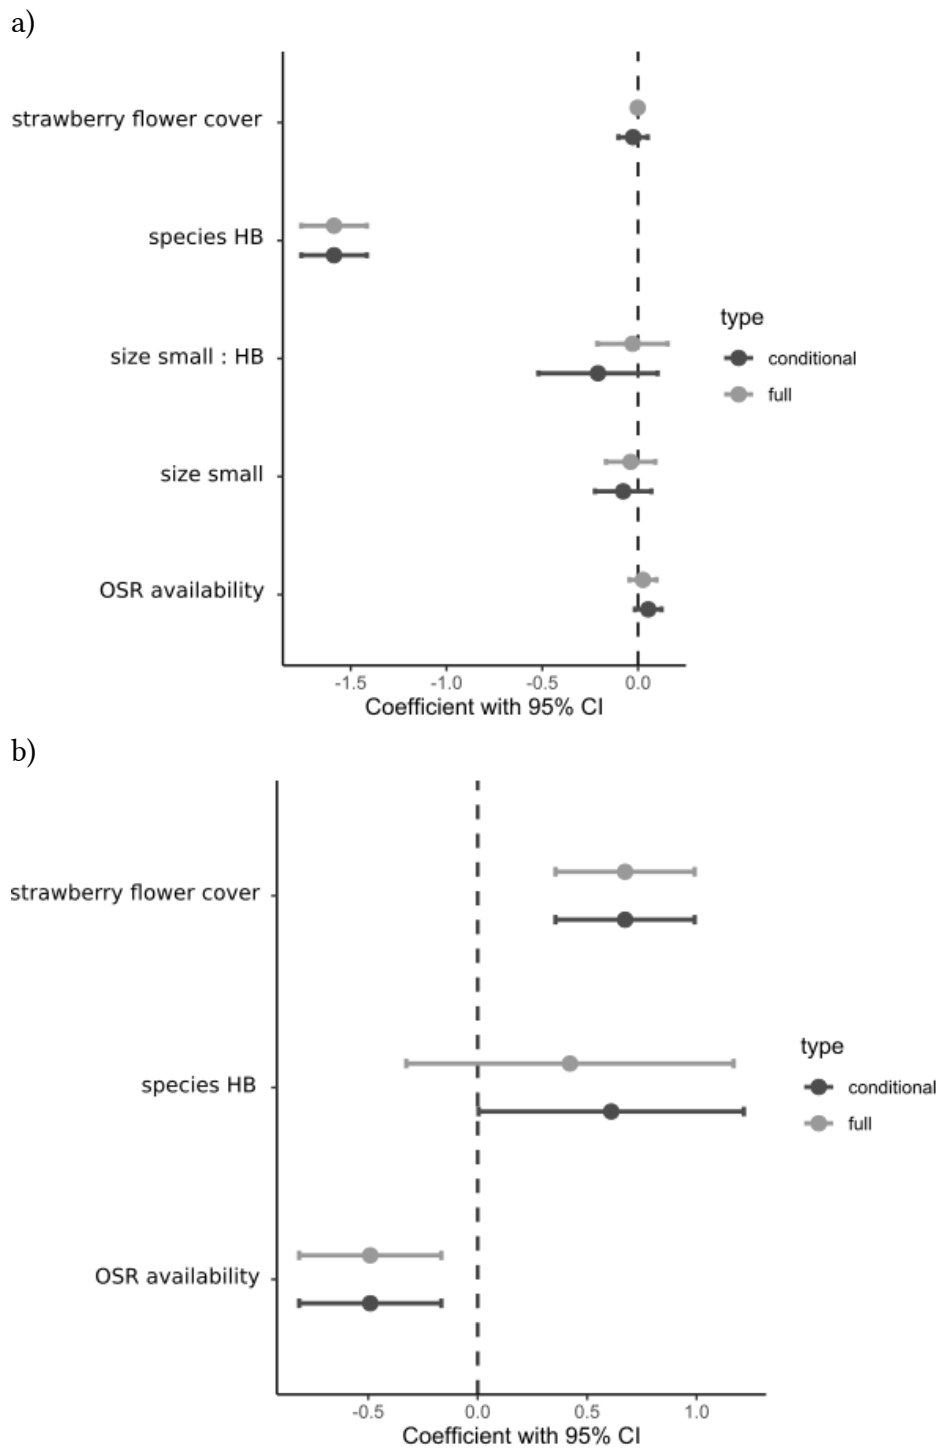 a)
strawberry flower cover
species HB
size small : HB
size small
OSR availability
type
conditional
full
-1.5 -1.0 -0.5 0.0
Coefficient with 95% CI
b)
strawberry flower cover
species HB
OSR availability
type
conditional
full
-0.5 0.0 0.5 1.0
Coefficient with 95% CI